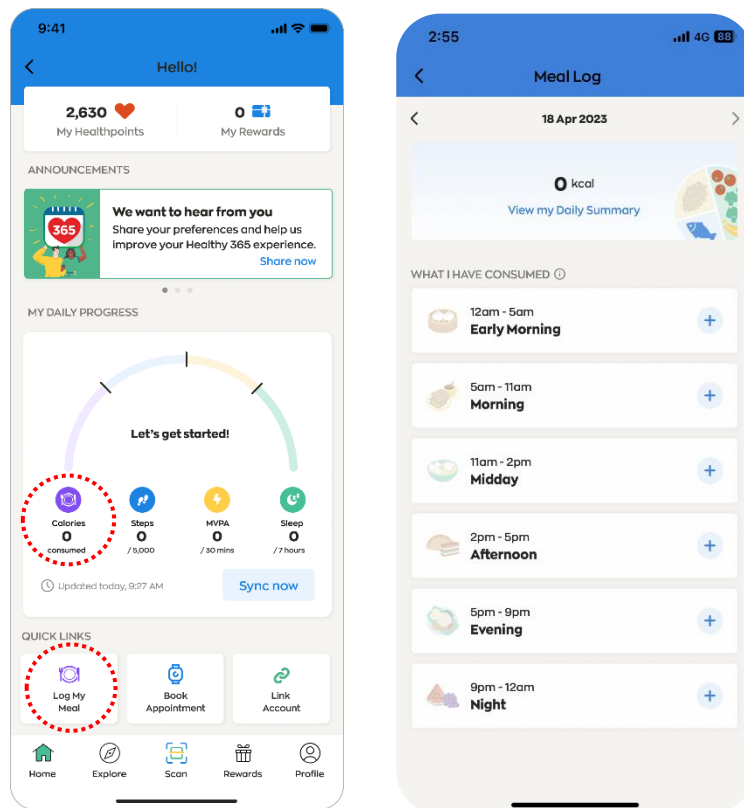 9:41
Hello!
2,630
My Healthpoints
0
My Rewards
ANNOUNCEMENTS
365
We want to hear from you
Share your preferences and help us
improve your Healthy 365 experience.
Share now
MY DAILY PROGRESS
Let's get started!
Calories
0
consumed
Steps
0
/ 5,000
MVPA
0
/ 30 mins
Sleep
0
/ 7 hours
Updated today, 9:27 AM
Sync now
QUICK LINKS
Log My
Meal
Book
Appointment
Link
Account
Home
Explore
Scan
Rewards
Profile
2:55
4G 88
Meal Log
18 Apr 2023
0 kcal
View my Daily Summary
WHAT I HAVE CONSUMED
12am - 5am
Early Morning
5am - 11am
Morning
11am - 2pm
Midday
2pm - 5pm
Afternoon
5pm - 9pm
Evening
9pm - 12am
Night